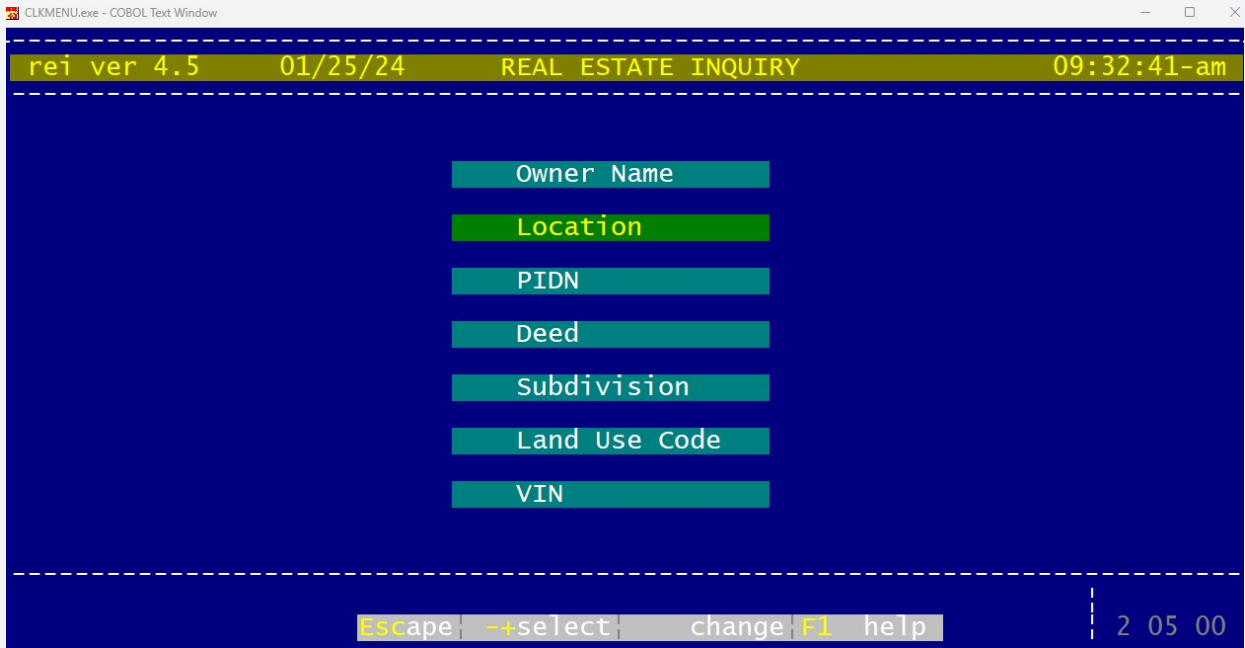 CLKMENU.exe - COBOL Text Window
rei ver 4.5 01/25/24 REAL ESTATE INQUIRY 09:32:41-am
Owner Name
Location
PIDN
Deed
Subdivision
Land Use Code
VIN
Escape¦ -+select¦ change¦F1 help
2 05 00